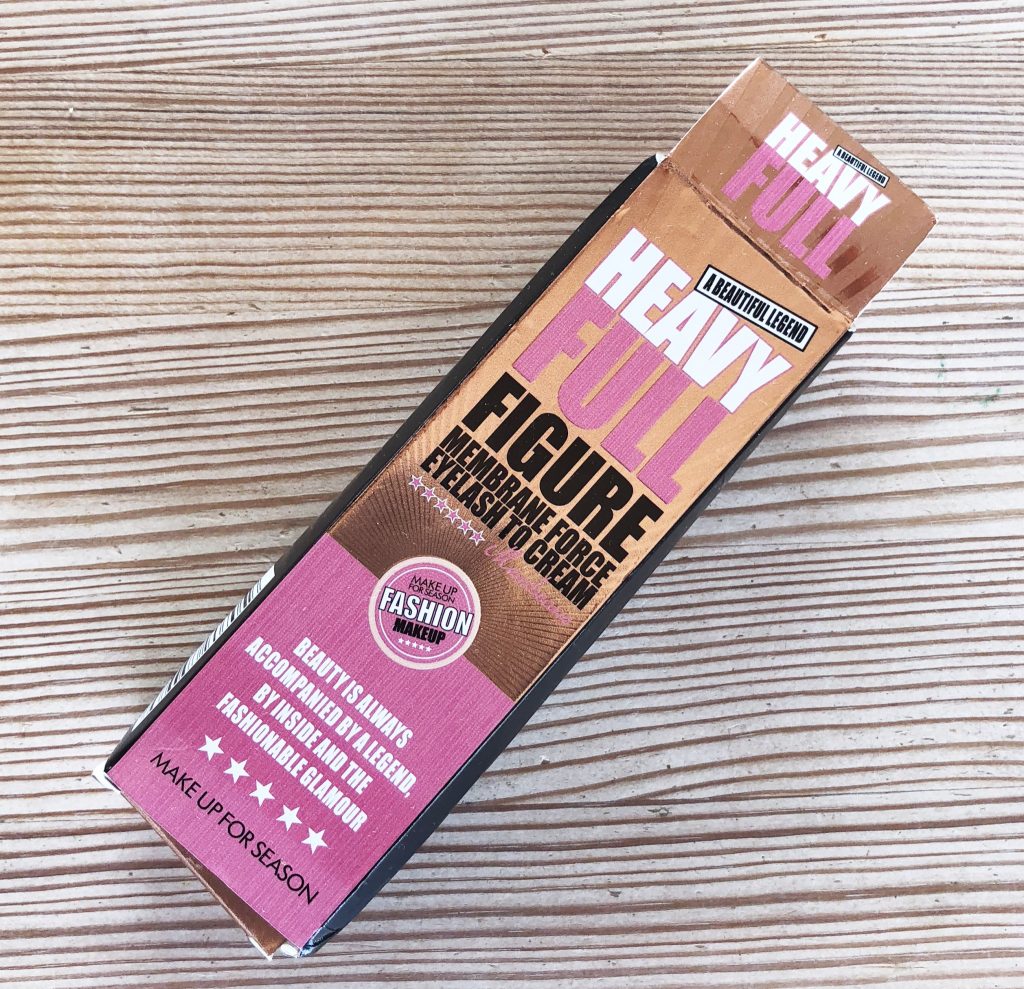 HEAVY
A BEAUTIFUL LEGEND
FULL
HEAVY
A BEAUTIFUL LEGEND
FULL
FIGURE
MEMBRANE FORCE
EYELASH TO CREAM
MAKE UP
FOR SEASON
FASHION
MAKEUP
BEAUTY IS ALWAYS
ACCOMPANIED BY A LEGEND,
BY INSIDE AND THE
FASHIONABLE GLAMOUR
MAKE UP FOR SEASON